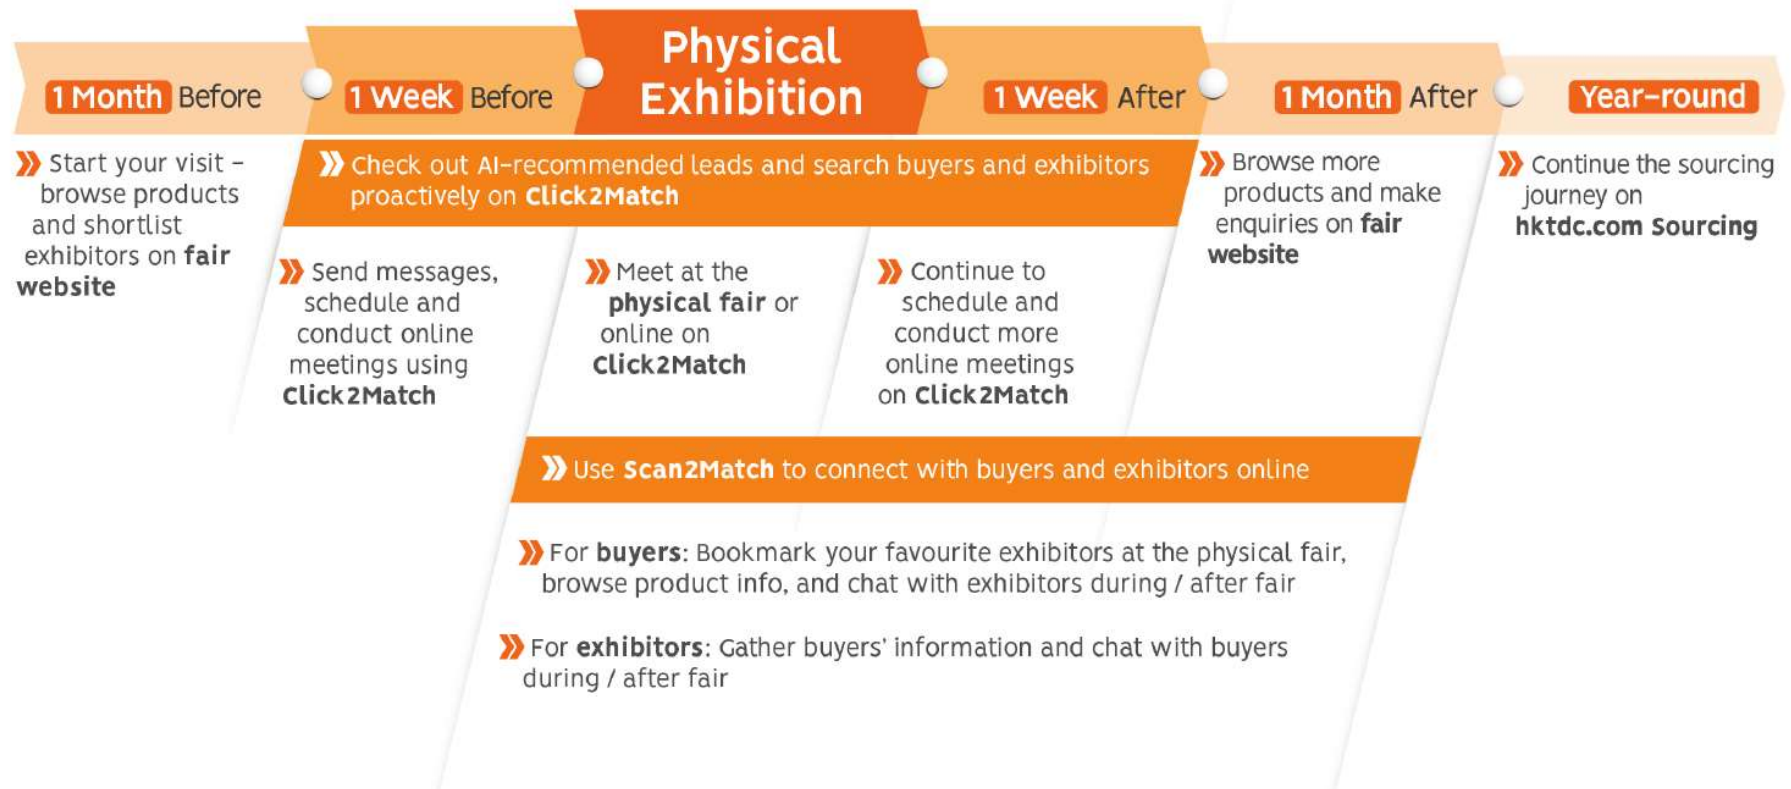 1 Month Before
1 Week Before
Physical
Exhibition
1 Week After
1 Month After
Year-round
Start your visit –
browse products
and shortlist
exhibitors on fair
website
Check out AI-recommended leads and search buyers and exhibitors
proactively on Click2Match
Send messages,
schedule and
conduct online
meetings using
Click2Match
Meet at the
physical fair or
online on
Click2Match
Continue to
schedule and
conduct more
online meetings
on Click2Match
Browse more
products and make
enquiries on fair
website
Continue the sourcing
journey on
hktdc.com Sourcing
Use Scan2Match to connect with buyers and exhibitors online
For buyers: Bookmark your favourite exhibitors at the physical fair,
browse product info, and chat with exhibitors during / after fair
For exhibitors: Gather buyers' information and chat with buyers
during / after fair